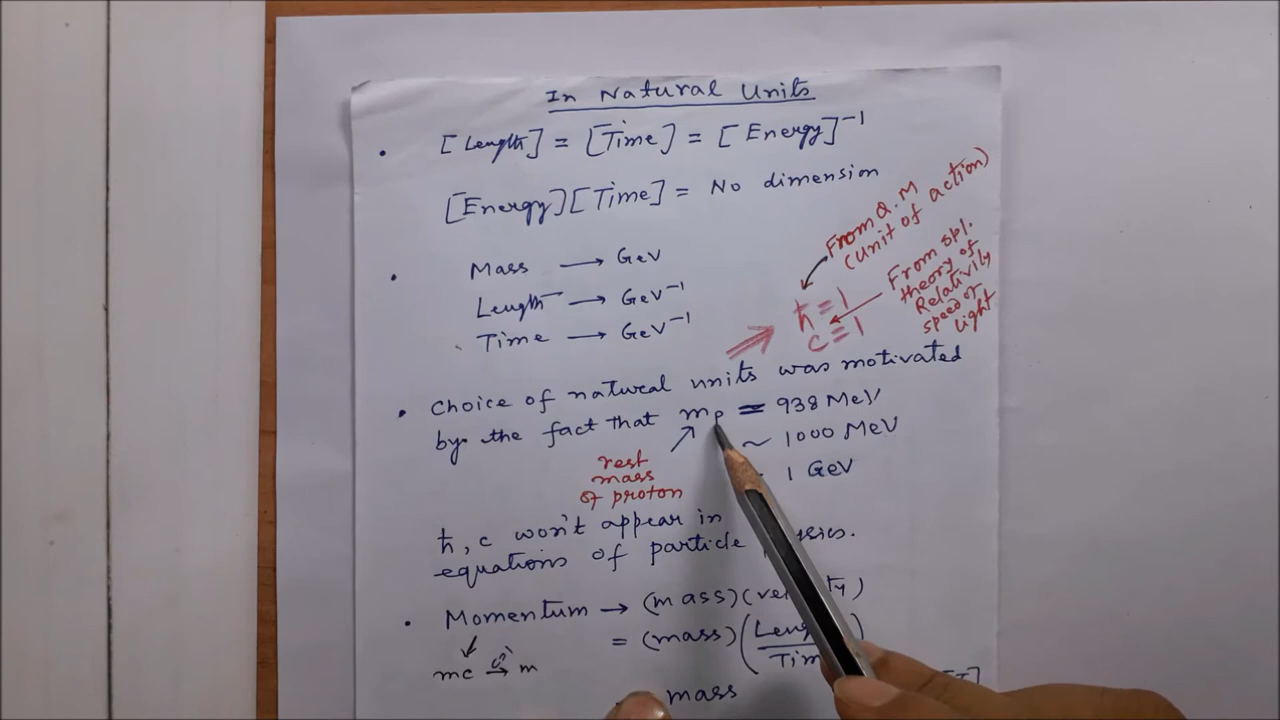 In Natural Units
• [Length] = [Time] = [Energy]⁻¹
[Energy][Time] = No dimension
• Mass → GeV
Length → GeV⁻¹
Time → GeV⁻¹
From Q.M
(unit of action)
ħ = 1
c = 1
From spl.
theory of
Relativity
speed of
light
• Choice of natural units was motivated
by the fact that mp = 938 MeV
~ 1000 MeV
1 GeV
rest
mass
of proton
ħ, c won't appear in
equations of particle
• Momentum → (mass)
= (mass)
mc → m
mass